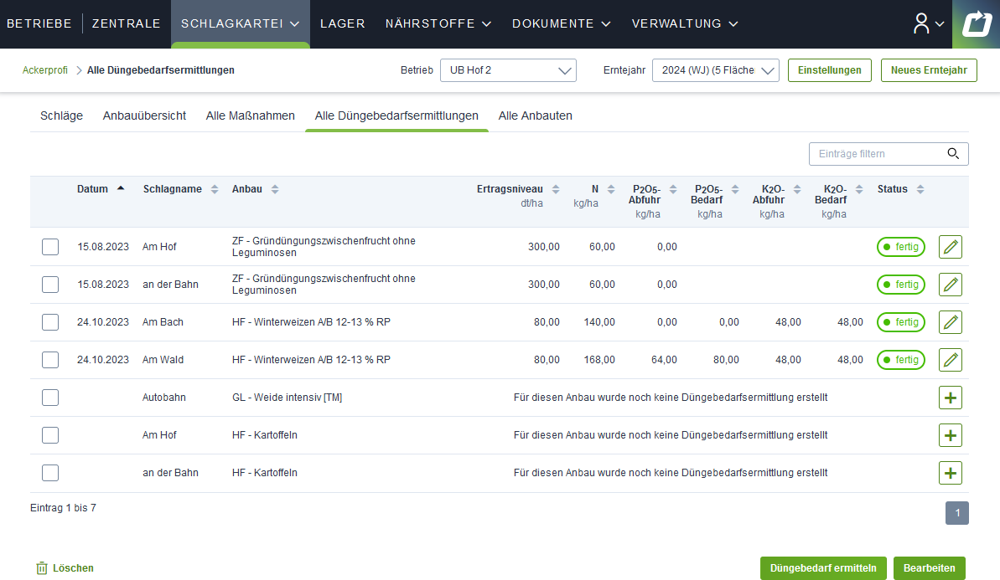 BETRIEBE ZENTRALE SCHLAGKARTEI LAGER NÄHRSTOFFE DOKUMENTE VERWALTUNG
Ackerprofi Alle Düngebedarfsermittlungen Betrieb UB Hof 2 Erntejahr 2024 (WJ) (5 Fläche Einstellungen Neues Erntejahr
Schläge Anbauübersicht Alle Maßnahmen Alle Düngebedarfsermittlungen Alle Anbauten
Einträge filtern
Datum Schlagname Anbau Ertragsniveau N P2O5- P2O5- K2O- K2O- Status
Abfuhr Bedarf Abfuhr Bedarf
dt/ha kg/ha kg/ha kg/ha kg/ha kg/ha
15.08.2023 Am Hof ZF - Gründüngungszwischenfrucht ohne 300,00 60,00 0,00 fertig
Leguminosen
15.08.2023 an der Bahn ZF - Gründüngungszwischenfrucht ohne 300,00 60,00 0,00 fertig
Leguminosen
24.10.2023 Am Bach HF - Winterweizen A/B 12-13 % RP 80,00 140,00 0,00 0,00 48,00 48,00 fertig
24.10.2023 Am Wald HF - Winterweizen A/B 12-13 % RP 80,00 168,00 64,00 80,00 48,00 48,00 fertig
Autobahn GL - Weide intensiv [TM] Für diesen Anbau wurde noch keine Düngebedarfsermittlung erstellt
Am Hof HF - Kartoffeln Für diesen Anbau wurde noch keine Düngebedarfsermittlung erstellt
an der Bahn HF - Kartoffeln Für diesen Anbau wurde noch keine Düngebedarfsermittlung erstellt
Eintrag 1 bis 7 1
Löschen Düngebedarf ermitteln Bearbeiten